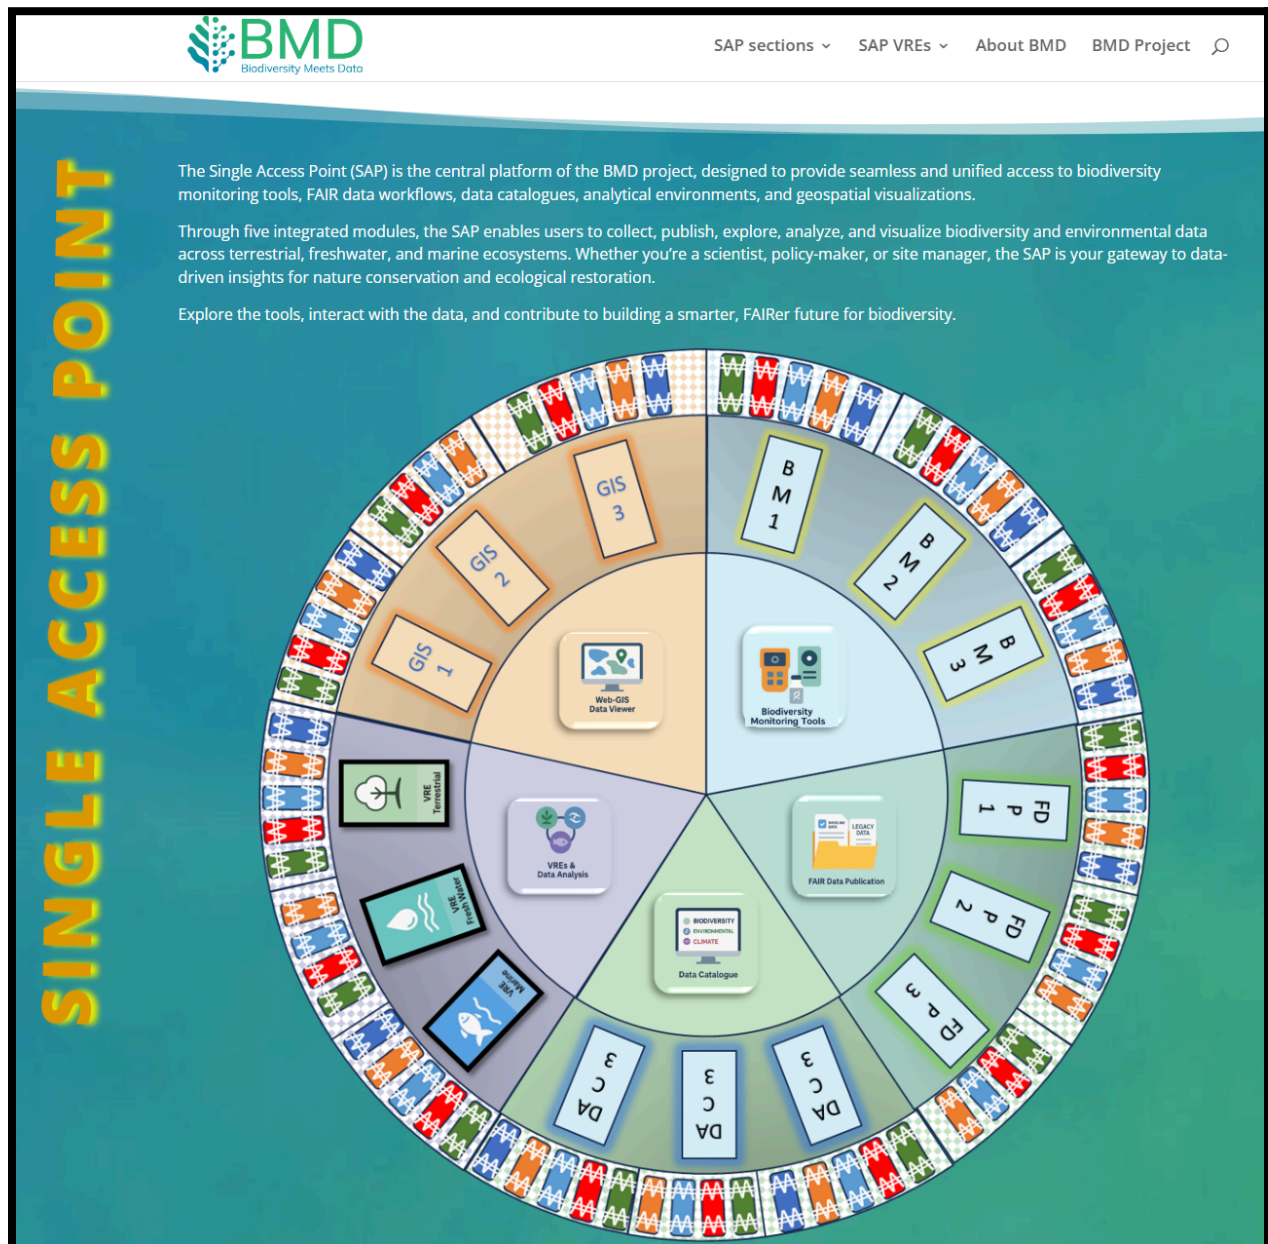 BMD
Biodiversity Meets Data
SAP sections
SAP VREs
About BMD
BMD Project
SINGLE ACCESS POINT
The Single Access Point (SAP) is the central platform of the BMD project, designed to provide seamless and unified access to biodiversity
monitoring tools, FAIR data workflows, data catalogues, analytical environments, and geospatial visualizations.
Through five integrated modules, the SAP enables users to collect, publish, explore, analyze, and visualize biodiversity and environmental data
across terrestrial, freshwater, and marine ecosystems. Whether you're a scientist, policy-maker, or site manager, the SAP is your gateway to data-
driven insights for nature conservation and ecological restoration.
Explore the tools, interact with the data, and contribute to building a smarter, FAIRer future for biodiversity.
GIS
3
GIS
2
GIS
1
B
M
1
B
M
2
B
M
3
Web-GIS
Data Viewer
Biodiversity
Monitoring Tools
VRE
Terrestrial
VRE
Fresh Water
VRE
Marine
VREs &
Data Analysis
BASELINE
DATA
LEGACY
DATA
FAIR Data Publication
BIODIVERSITY
ENVIRONMENTAL
CLIMATE
Data Catalogue
FD
P
1
FD
P
2
FD
P
3
DA
C
3
DA
C
3
DA
C
3